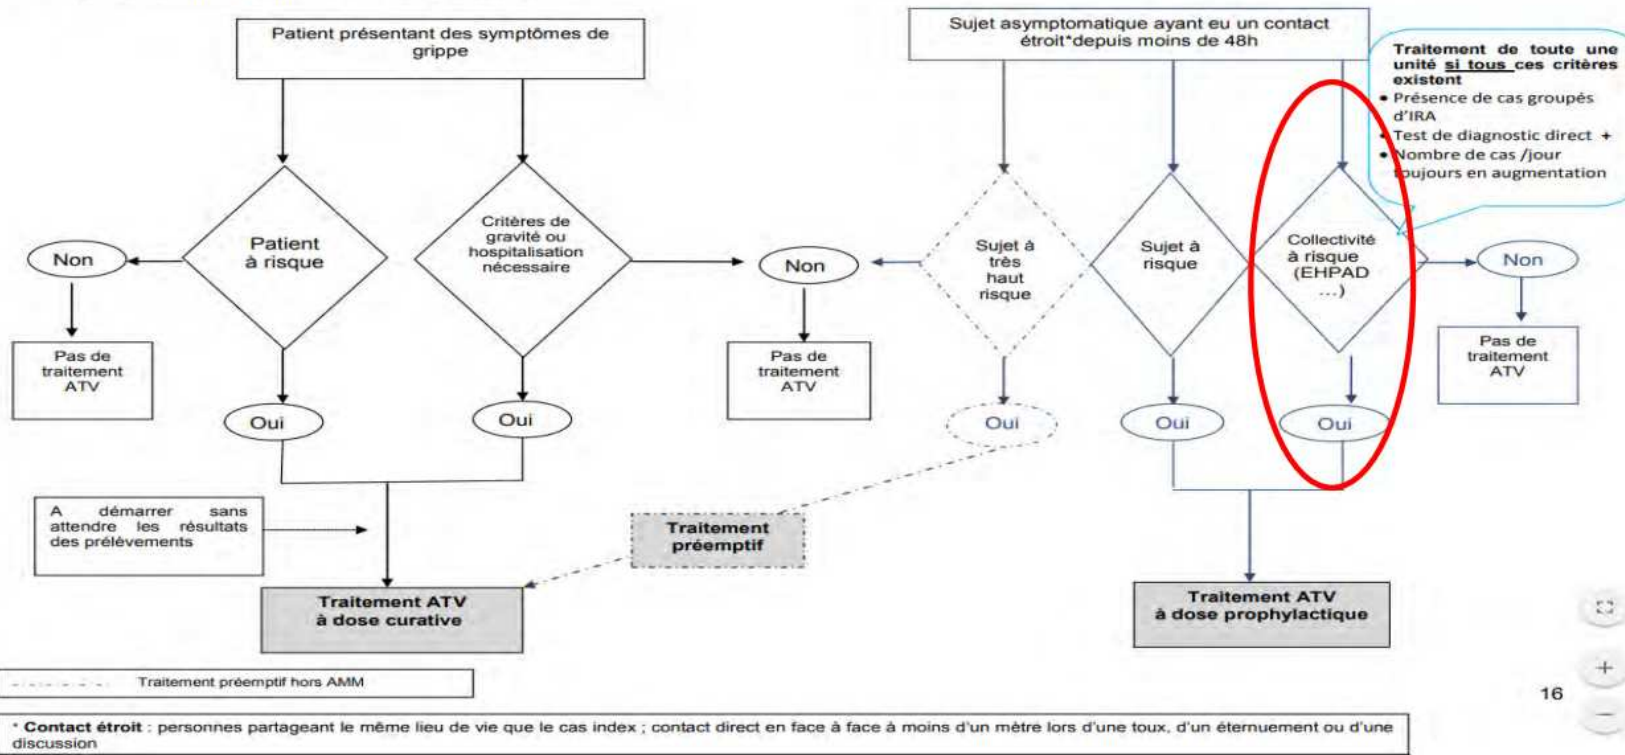 Patient présentant des symptômes de
grippe
Sujet asymptomatique ayant eu un contact
étroit*depuis moins de 48h
Traitement de toute une
unité si tous ces critères
existent
• Présence de cas groupés
d'IRA
• Test de diagnostic direct +
• Nombre de cas /jour
toujours en augmentation
Non
Patient
à risque
Critères de
gravité ou
hospitalisation
nécessaire
Non
Sujet à
très
haut
risque
Sujet à
risque
Collectivité
à risque
(EHPAD
...)
Non
Pas de
traitement
ATV
Pas de
traitement
ATV
Pas de
traitement
ATV
Oui
Oui
Oui
Oui
Oui
A démarrer sans
attendre les résultats
des prélèvements
Traitement
préemptif
Traitement ATV
à dose curative
Traitement ATV
à dose prophylactique
Traitement préemptif hors AMM
16
* Contact étroit : personnes partageant le même lieu de vie que le cas index ; contact direct en face à face à moins d'un mètre lors d'une toux, d'un éternuement ou d'une
discussion